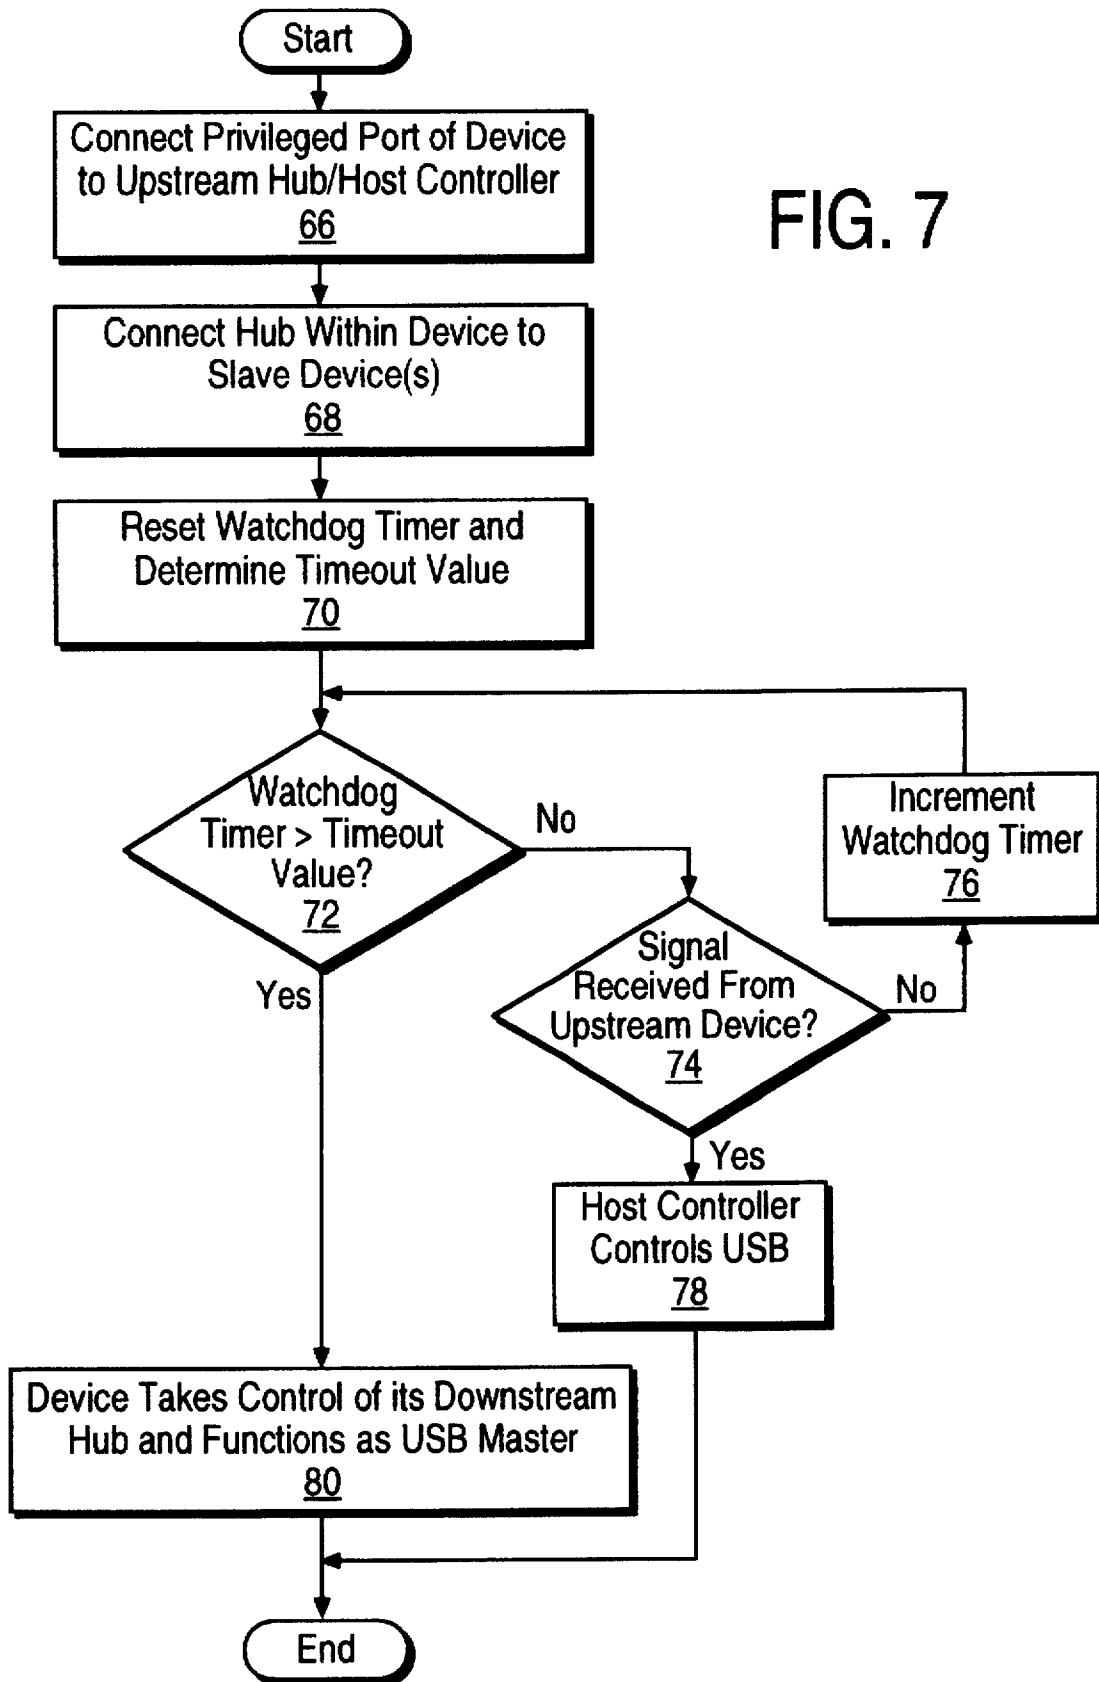 Start
Connect Privileged Port of Device
to Upstream Hub/Host Controller
66
FIG. 7
Connect Hub Within Device to
Slave Device(s)
68
Reset Watchdog Timer and
Determine Timeout Value
70
Watchdog
Timer > Timeout
Value?
72
No
Increment
Watchdog Timer
76
Signal
Received From
Upstream Device?
74
No
Yes
Yes
Host Controller
Controls USB
78
Device Takes Control of its Downstream
Hub and Functions as USB Master
80
End